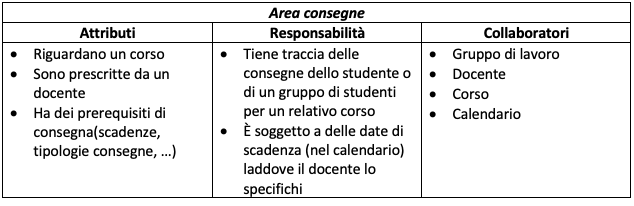 Area consegne
Attributi
Responsabilità
Collaboratori
• Riguardano un corso
• Sono prescritte da un
docente
• Ha dei prerequisiti di
consegna(scadenze,
tipologie consegne, ...)
• Tiene traccia delle
consegne dello studente o
di un gruppo di studenti
per un relativo corso
• È soggetto a delle date di
scadenza (nel calendario)
laddove il docente lo
specifichi
• Gruppo di lavoro
• Docente
• Corso
• Calendario